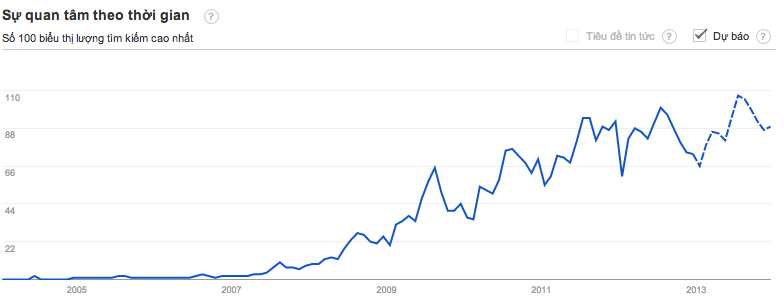 Sự quan tâm theo thời gian ?
Số 100 biểu thị lượng tìm kiếm cao nhất
Tiêu đề tin tức ? Dự báo ?
110
88
66
44
22
2005 2007 2009 2011 2013